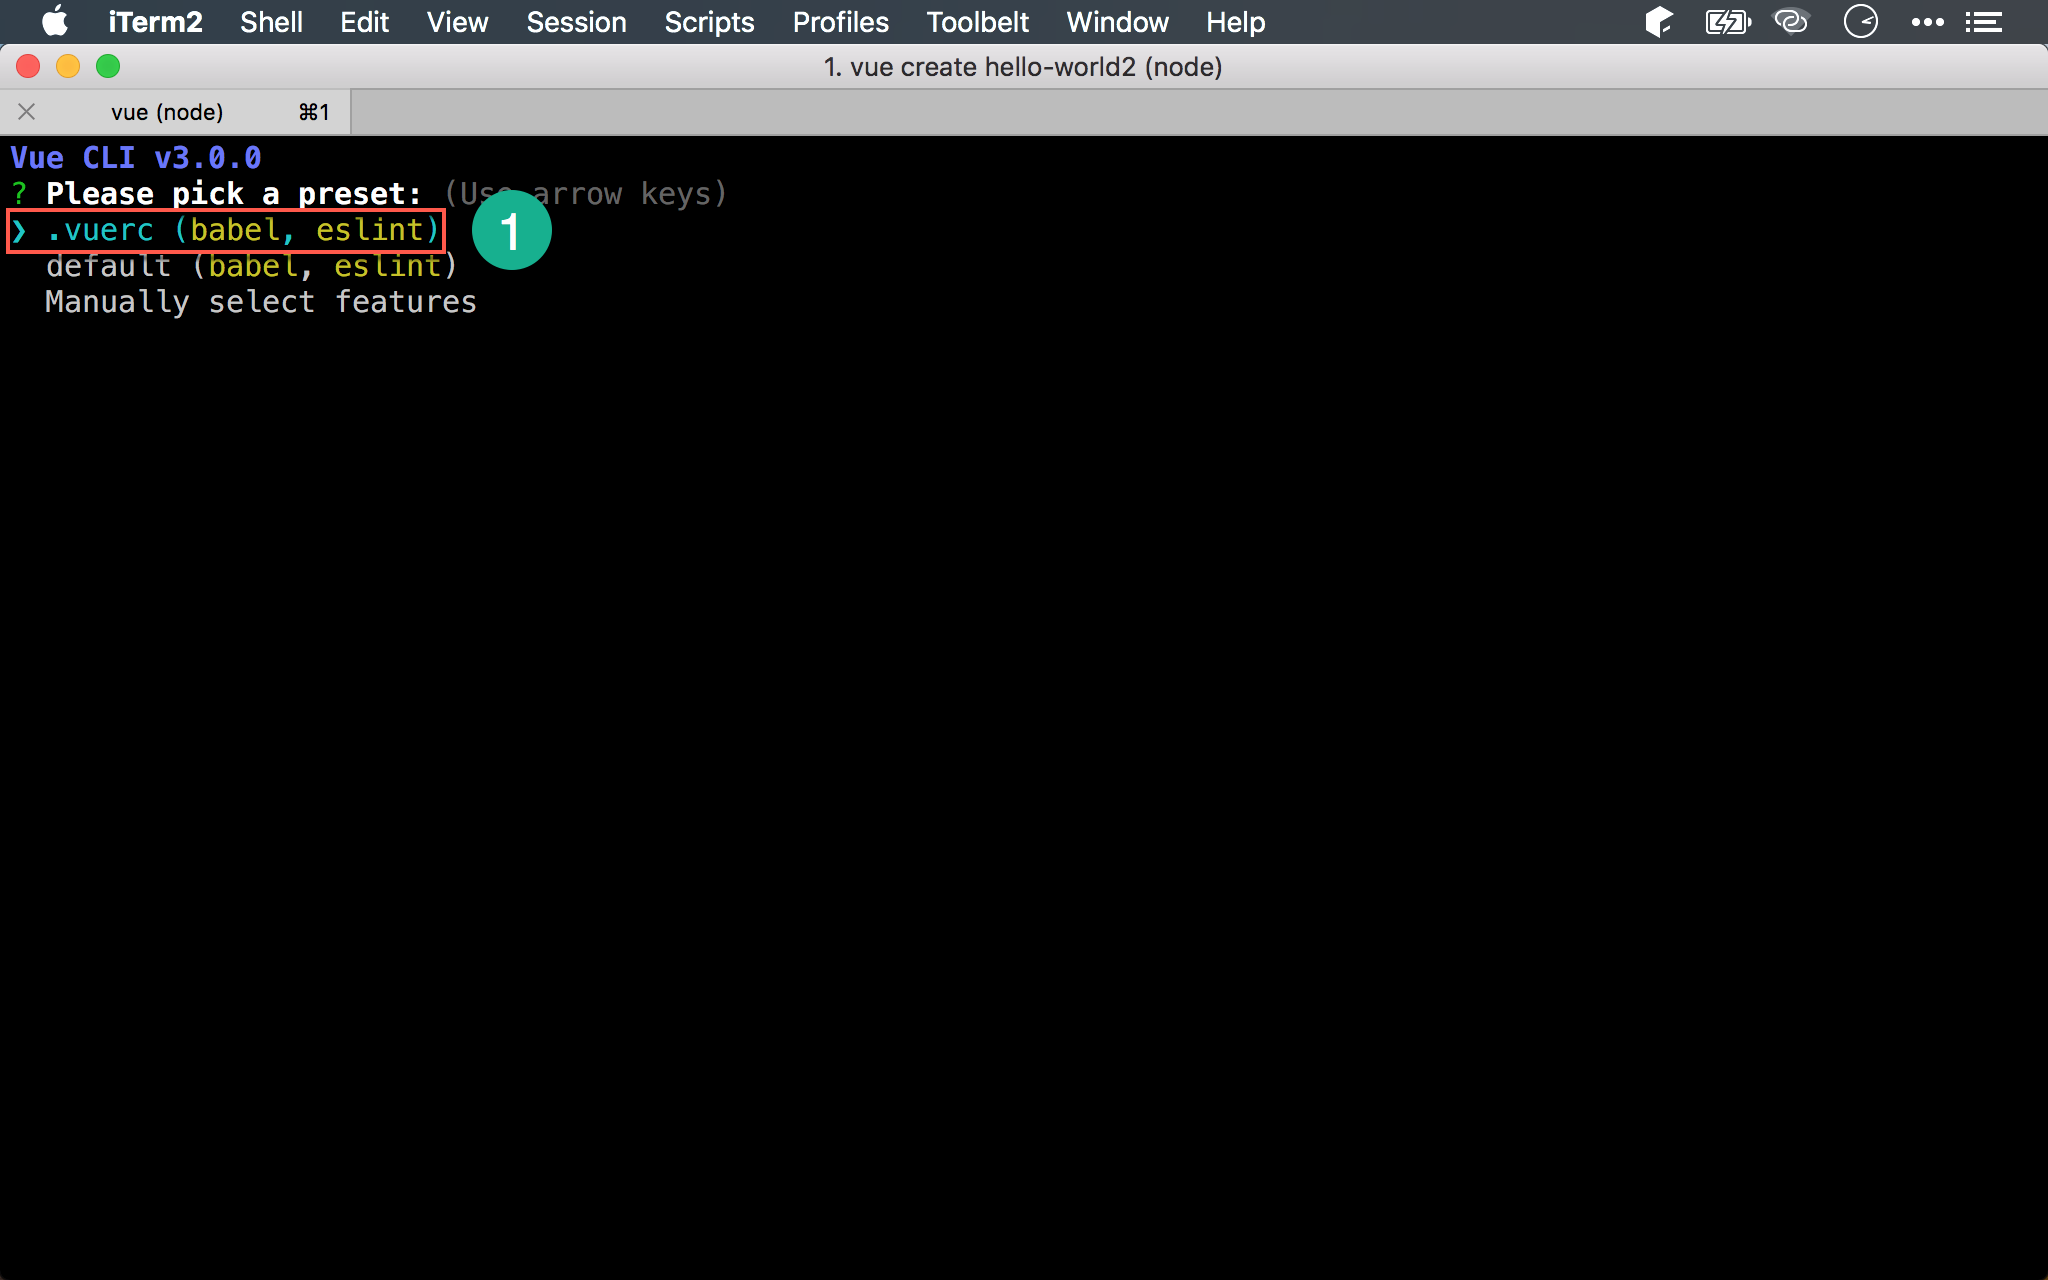 iTerm2 Shell Edit View Session Scripts Profiles Toolbelt Window Help
1. vue create hello-world2 (node)
vue (node) ⌘1
Vue CLI v3.0.0
? Please pick a preset: (Use arrow keys)
❯ .vuerc (babel, eslint)
1
default (babel, eslint)
Manually select features